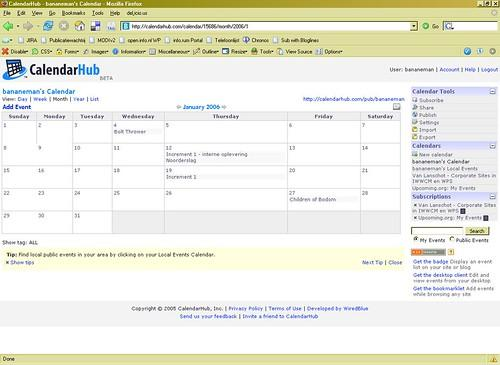 CalendarHub - bananeman's Calendar - Mozilla Firefox
File Edit View Go Bookmarks Tools Help del.icio.us
http://calendarhub.com/calendar/15686/month/2006/1
Go
JIRA Publicatewachtrij MODIv2 open.info.nl WP info.ruim Portal Telefoonlijst Chronos Sub with Bloglines
Disable CSS Forms Images Information Miscellaneous Outline Resize Tools View Source Options
CalendarHub
BETA
User: bananeman | Account | Help | Logout
bananeman's Calendar
View: Day | Week | Month | Year | List
http://calendarhub.com/pub/bananeman
Add Event
January 2006
Sunday Monday Tuesday Wednesday Thursday Friday Saturday
1 2 3 4 5 6 7
Bolt Thrower
8 9 10 11 12 13 14
Increment 1 - interne oplevering
Noorderslag
15 16 17 18 19 20 21
Increment 1
22 23 24 25 26 27 28
Children of Bodom
29 30 31
Show tag: ALL
Tip: Find local public events in your area by clicking on your Local Events Calendar.
Show tips
Next Tip | Close
Calendar Tools
Subscribe
Share
Publish
Settings
Import
Export
Calendars
New calendar
bananeman's Calendar
bananeman's Local Events
Van Lanschot - Corporate Sites
in IWWCM en WPS
Upcoming.org: My Events
Subscriptions
Van Lanschot - Corporate Sites
in IWWCM en WPS
Upcoming.org: My Events
Search
My Events Public Events
Get the badge Display an event
list on your site or blog
Get the desktop client Edit and
view events from your desktop
Get the bookmarklet Add events
while browsing any site
Copyright © 2005 CalendarHub, Inc. | Privacy Policy | Terms of Use | Developed by WiredBlue
Send us your feedback | Invite a friend to CalendarHub
Done